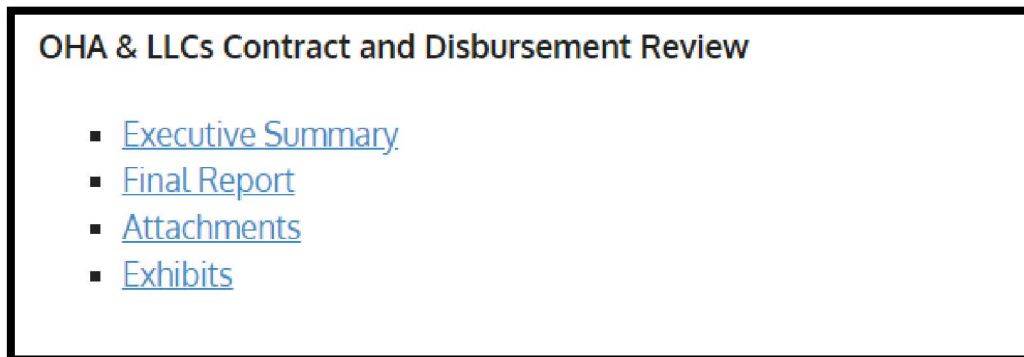 OHA & LLCs Contract and Disbursement Review
Executive Summary
Final Report
Attachments
Exhibits